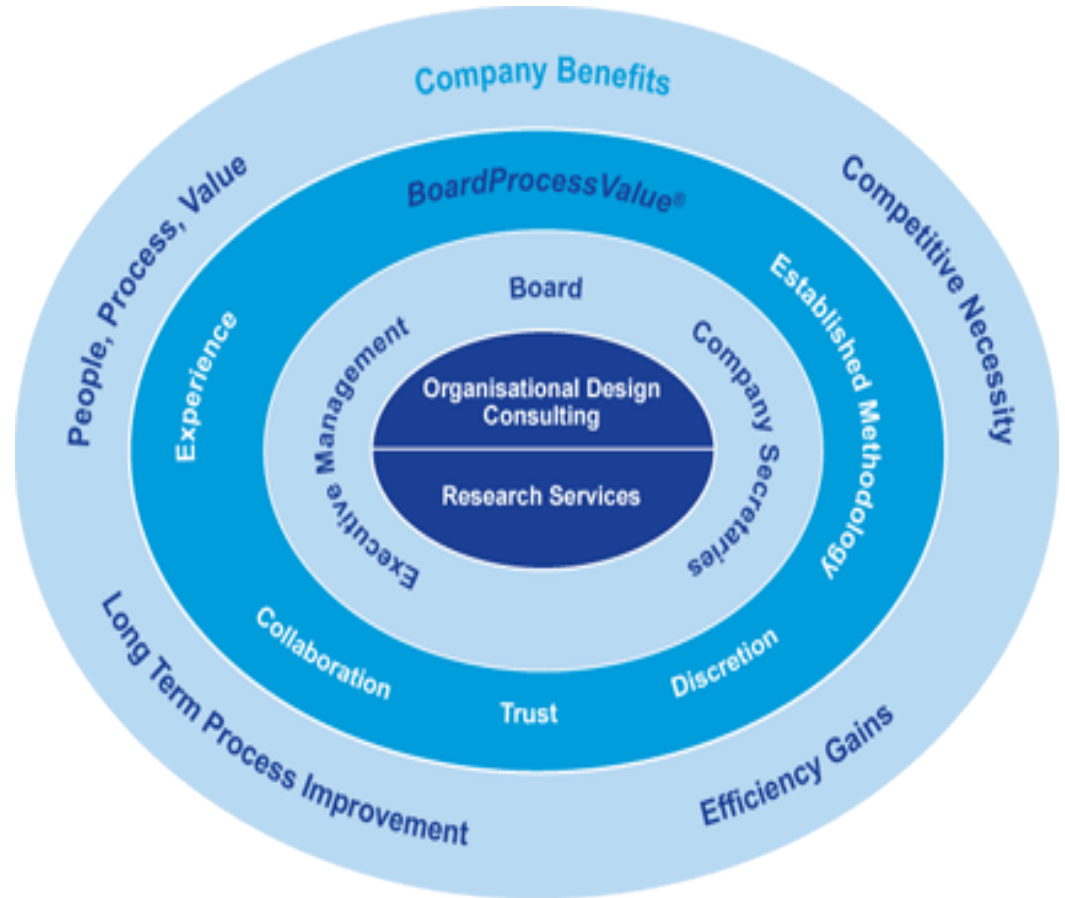 Company Benefits
People, Process, Value
Competitive Necessity
Long Term Process Improvement
Efficiency Gains
BoardProcessValue®
Experience
Established Methodology
Collaboration
Trust
Discretion
Board
Executive Management
Company Secretaries
Organisational Design
Consulting
Research Services